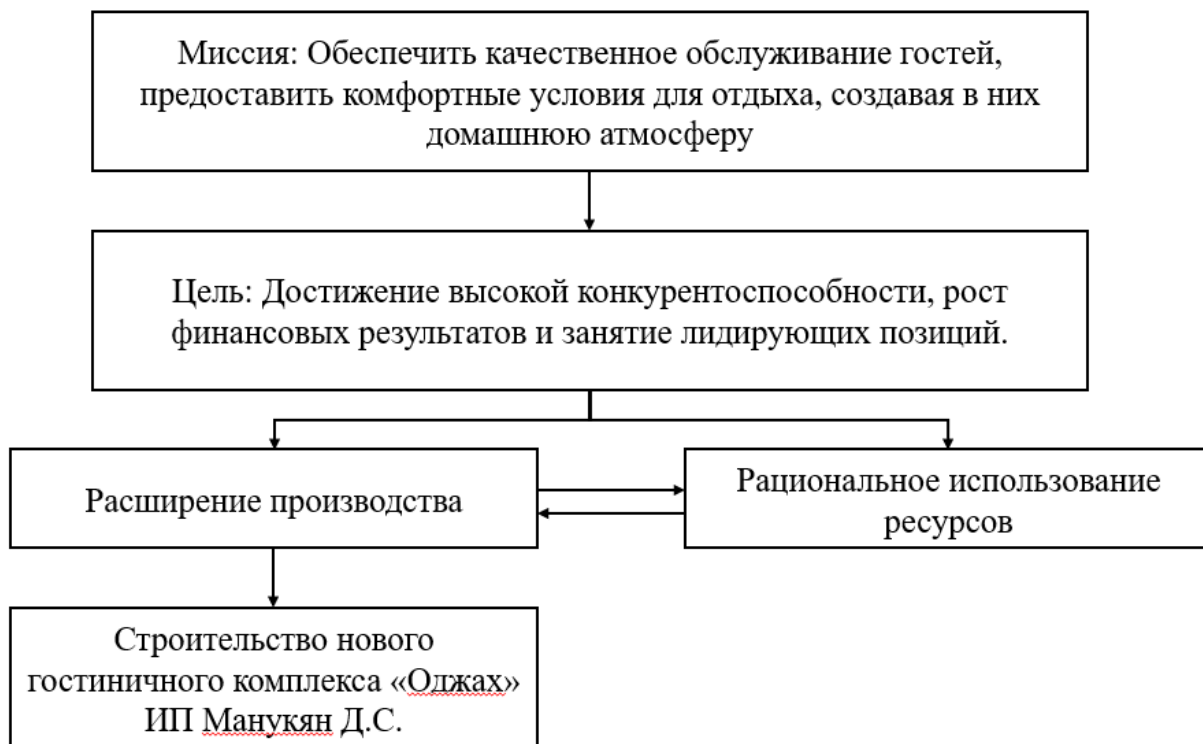 Миссия: Обеспечить качественное обслуживание гостей,
предоставить комфортные условия для отдыха, создавая в них
домашнюю атмосферу
Цель: Достижение высокой конкурентоспособности, рост
финансовых результатов и занятие лидирующих позиций.
Расширение производства
Рациональное использование
ресурсов
Строительство нового
гостиничного комплекса «Оджах»
ИП Манукян Д.С.